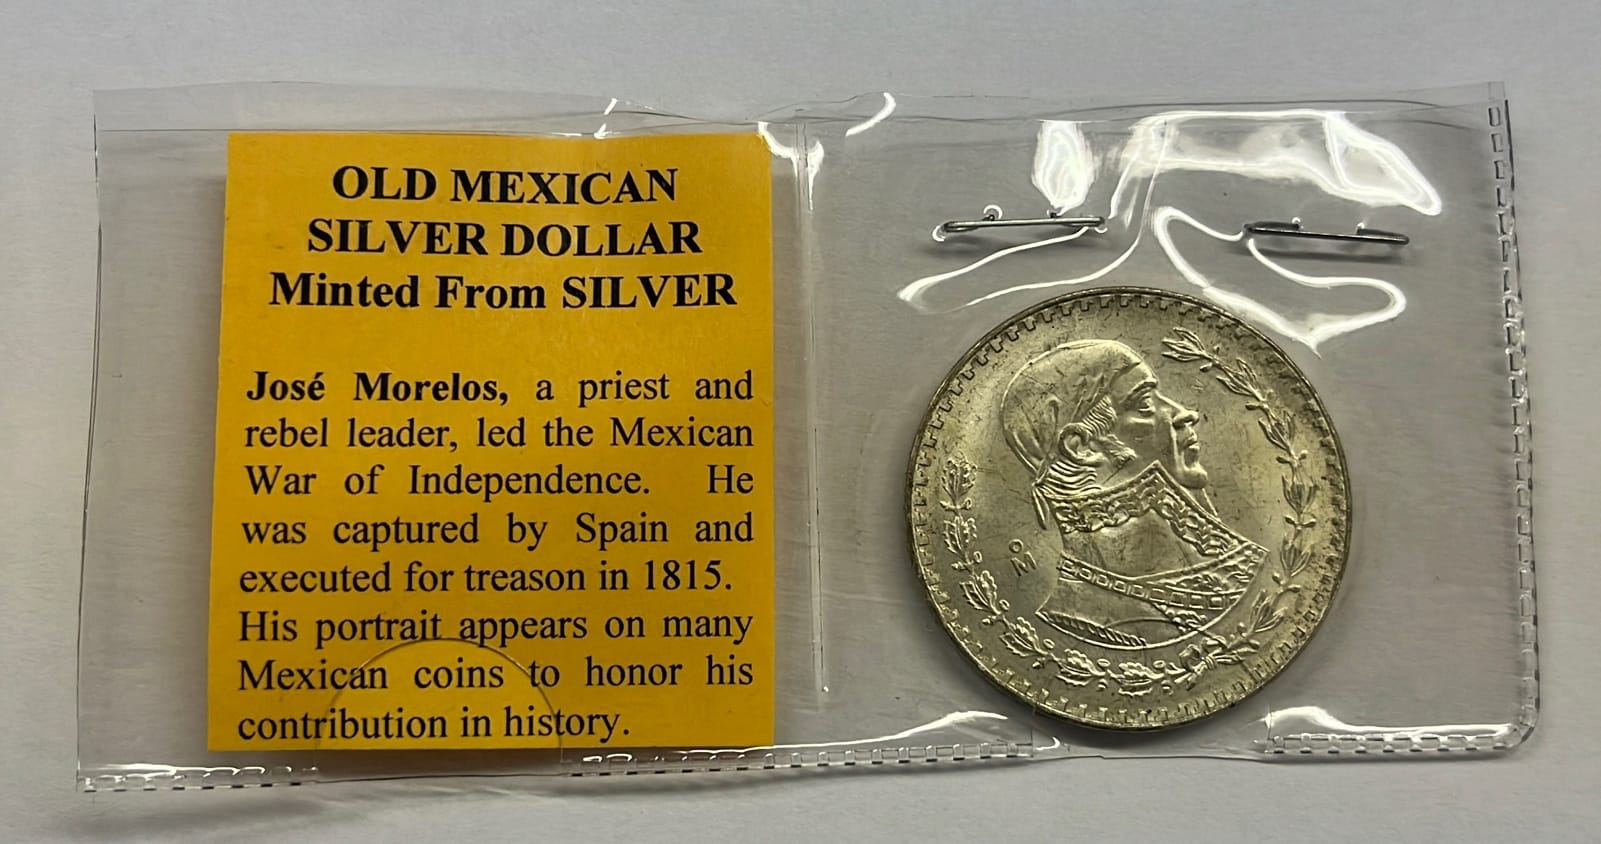 OLD MEXICAN
SILVER DOLLAR
Minted From SILVER
José Morelos, a priest and
rebel leader, led the Mexican
War of Independence. He
was captured by Spain and
executed for treason in 1815.
His portrait appears on many
Mexican coins to honor his
contribution in history.
Mo